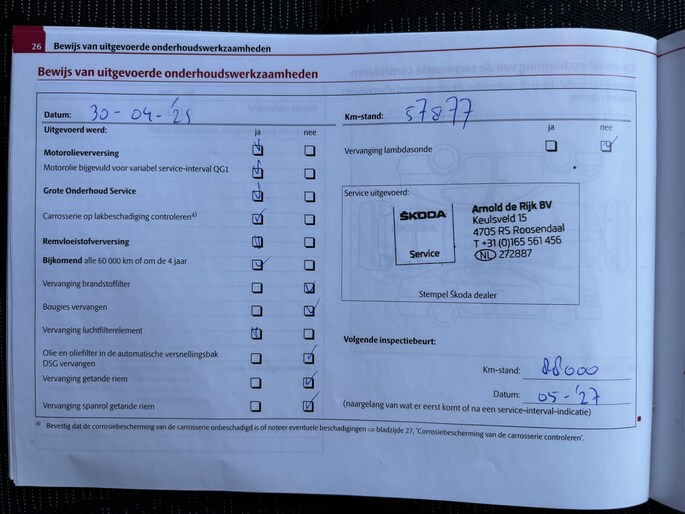 26 Bewijs van uitgevoerde onderhoudswerkzaamheden
Bewijs van uitgevoerde onderhoudswerkzaamheden
Datum: 30-04-'25
Km-stand: 57877
Uitgevoerd werd: ja nee
ja nee
Motorolieverversing
Vervanging lambdasonde
Motorolie bijgevuld voor variabel service-interval QG1
Grote Onderhoud Service
Carrosserie op lakbeschadiging controleren a)
Remvloeistofverversing
Bijkomend alle 60 000 km of om de 4 jaar
Vervanging brandstoffilter
Bougies vervangen
Vervanging luchtfilterelement
Olie en oliefilter in de automatische versnellingsbak
DSG vervangen
Vervanging getande riem
Vervanging spanrol getande riem
Service uitgevoerd:
ŠKODA
Service
Arnold de Rijk BV
Keulsveld 15
4705 RS Roosendaal
T +31 (0)165 561 456
NL 272887
Stempel Škoda dealer
Volgende inspectiebeurt:
Km-stand: 88000
Datum: 05-'27
(naargelang van wat er eerst komt of na een service-interval-indicatie)
a) Bevestig dat de corrosiebescherming van de carrosserie onbeschadigd is of noteer eventuele beschadigingen ⇒ bladzijde 27, 'Corrosiebescherming van de carrosserie controleren'.